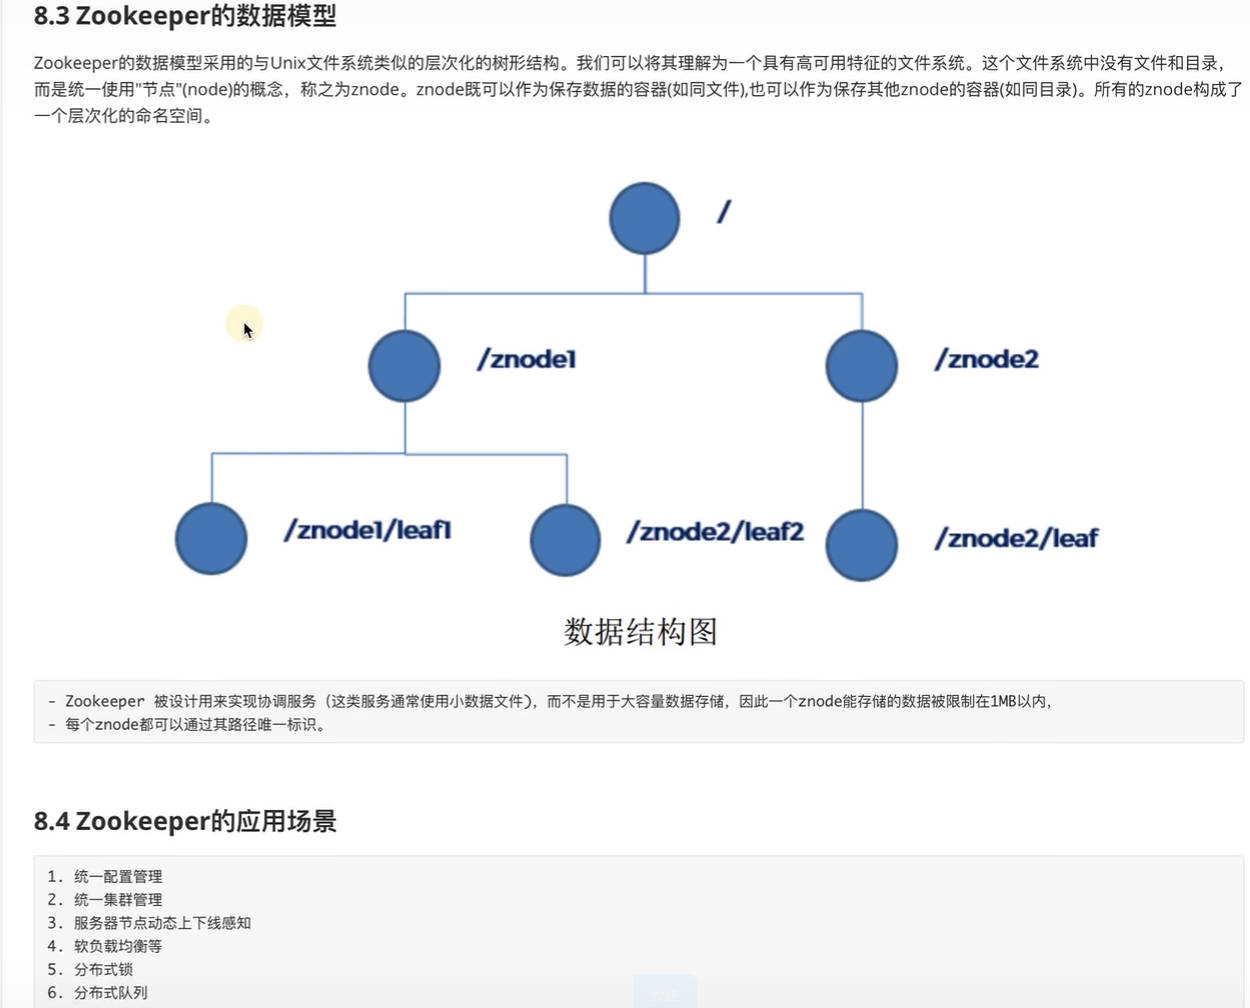 8.3 Zookeeper的数据模型
Zookeeper的数据模型采用的与Unix文件系统类似的层次化的树形结构。我们可以将其理解为一个具有高可用特征的文件系统。这个文件系统中没有文件和目录，
而是统一使用"节点"(node)的概念，称之为znode。znode既可以作为保存数据的容器(如同文件),也可以作为保存其他znode的容器(如同目录)。所有的znode构成了
一个层次化的命名空间。
/
/znode1
/znode2
/znode1/leaf1
/znode2/leaf2
/znode2/leaf
数据结构图
- Zookeeper 被设计用来实现协调服务（这类服务通常使用小数据文件），而不是用于大容量数据存储，因此一个znode能存储的数据被限制在1MB以内，
- 每个znode都可以通过其路径唯一标识。
8.4 Zookeeper的应用场景
1. 统一配置管理
2. 统一集群管理
3. 服务器节点动态上下线感知
4. 软负载均衡等
5. 分布式锁
6. 分布式队列